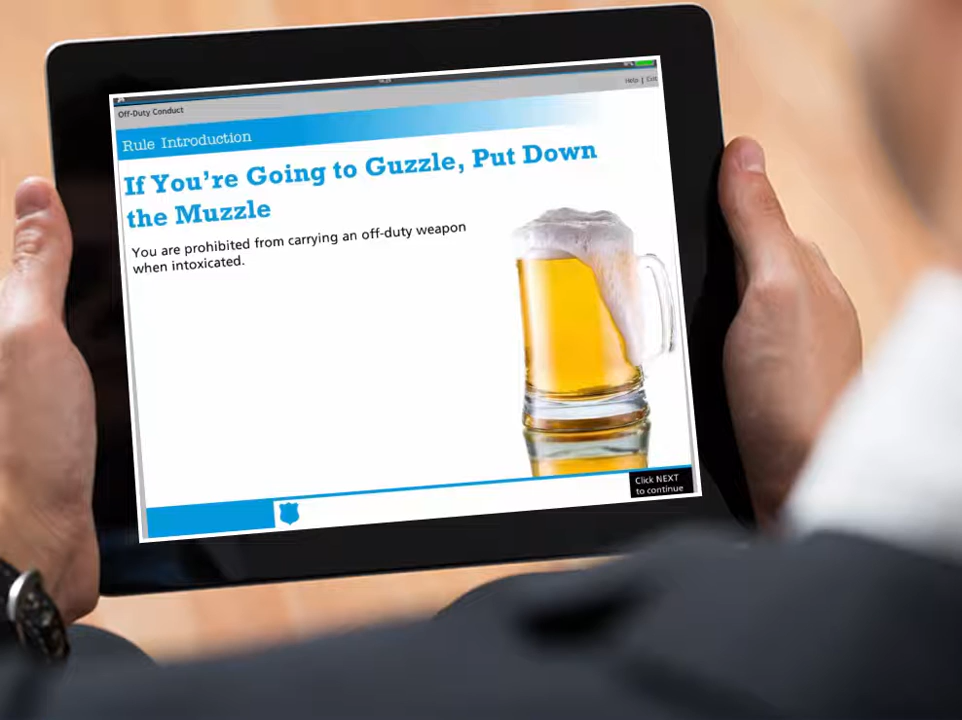 Off-Duty Conduct
Help | Exit
Rule Introduction
If You're Going to Guzzle, Put Down
the Muzzle
You are prohibited from carrying an off-duty weapon
when intoxicated.
Click NEXT
to continue